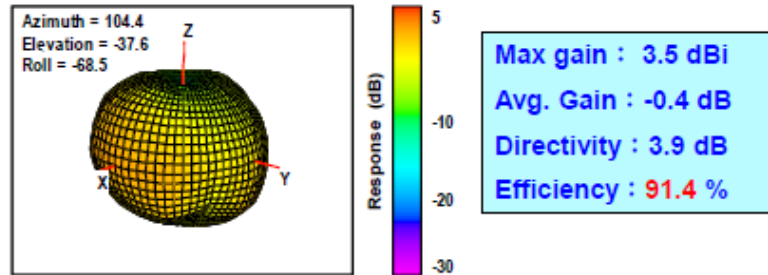 Azimuth = 104.4
Elevation = -37.6
Roll = -68.5
Z
X
Y
Response (dB)
5
-10
-20
-30
Max gain : 3.5 dBi
Avg. Gain : -0.4 dB
Directivity : 3.9 dB
Efficiency : 91.4 %